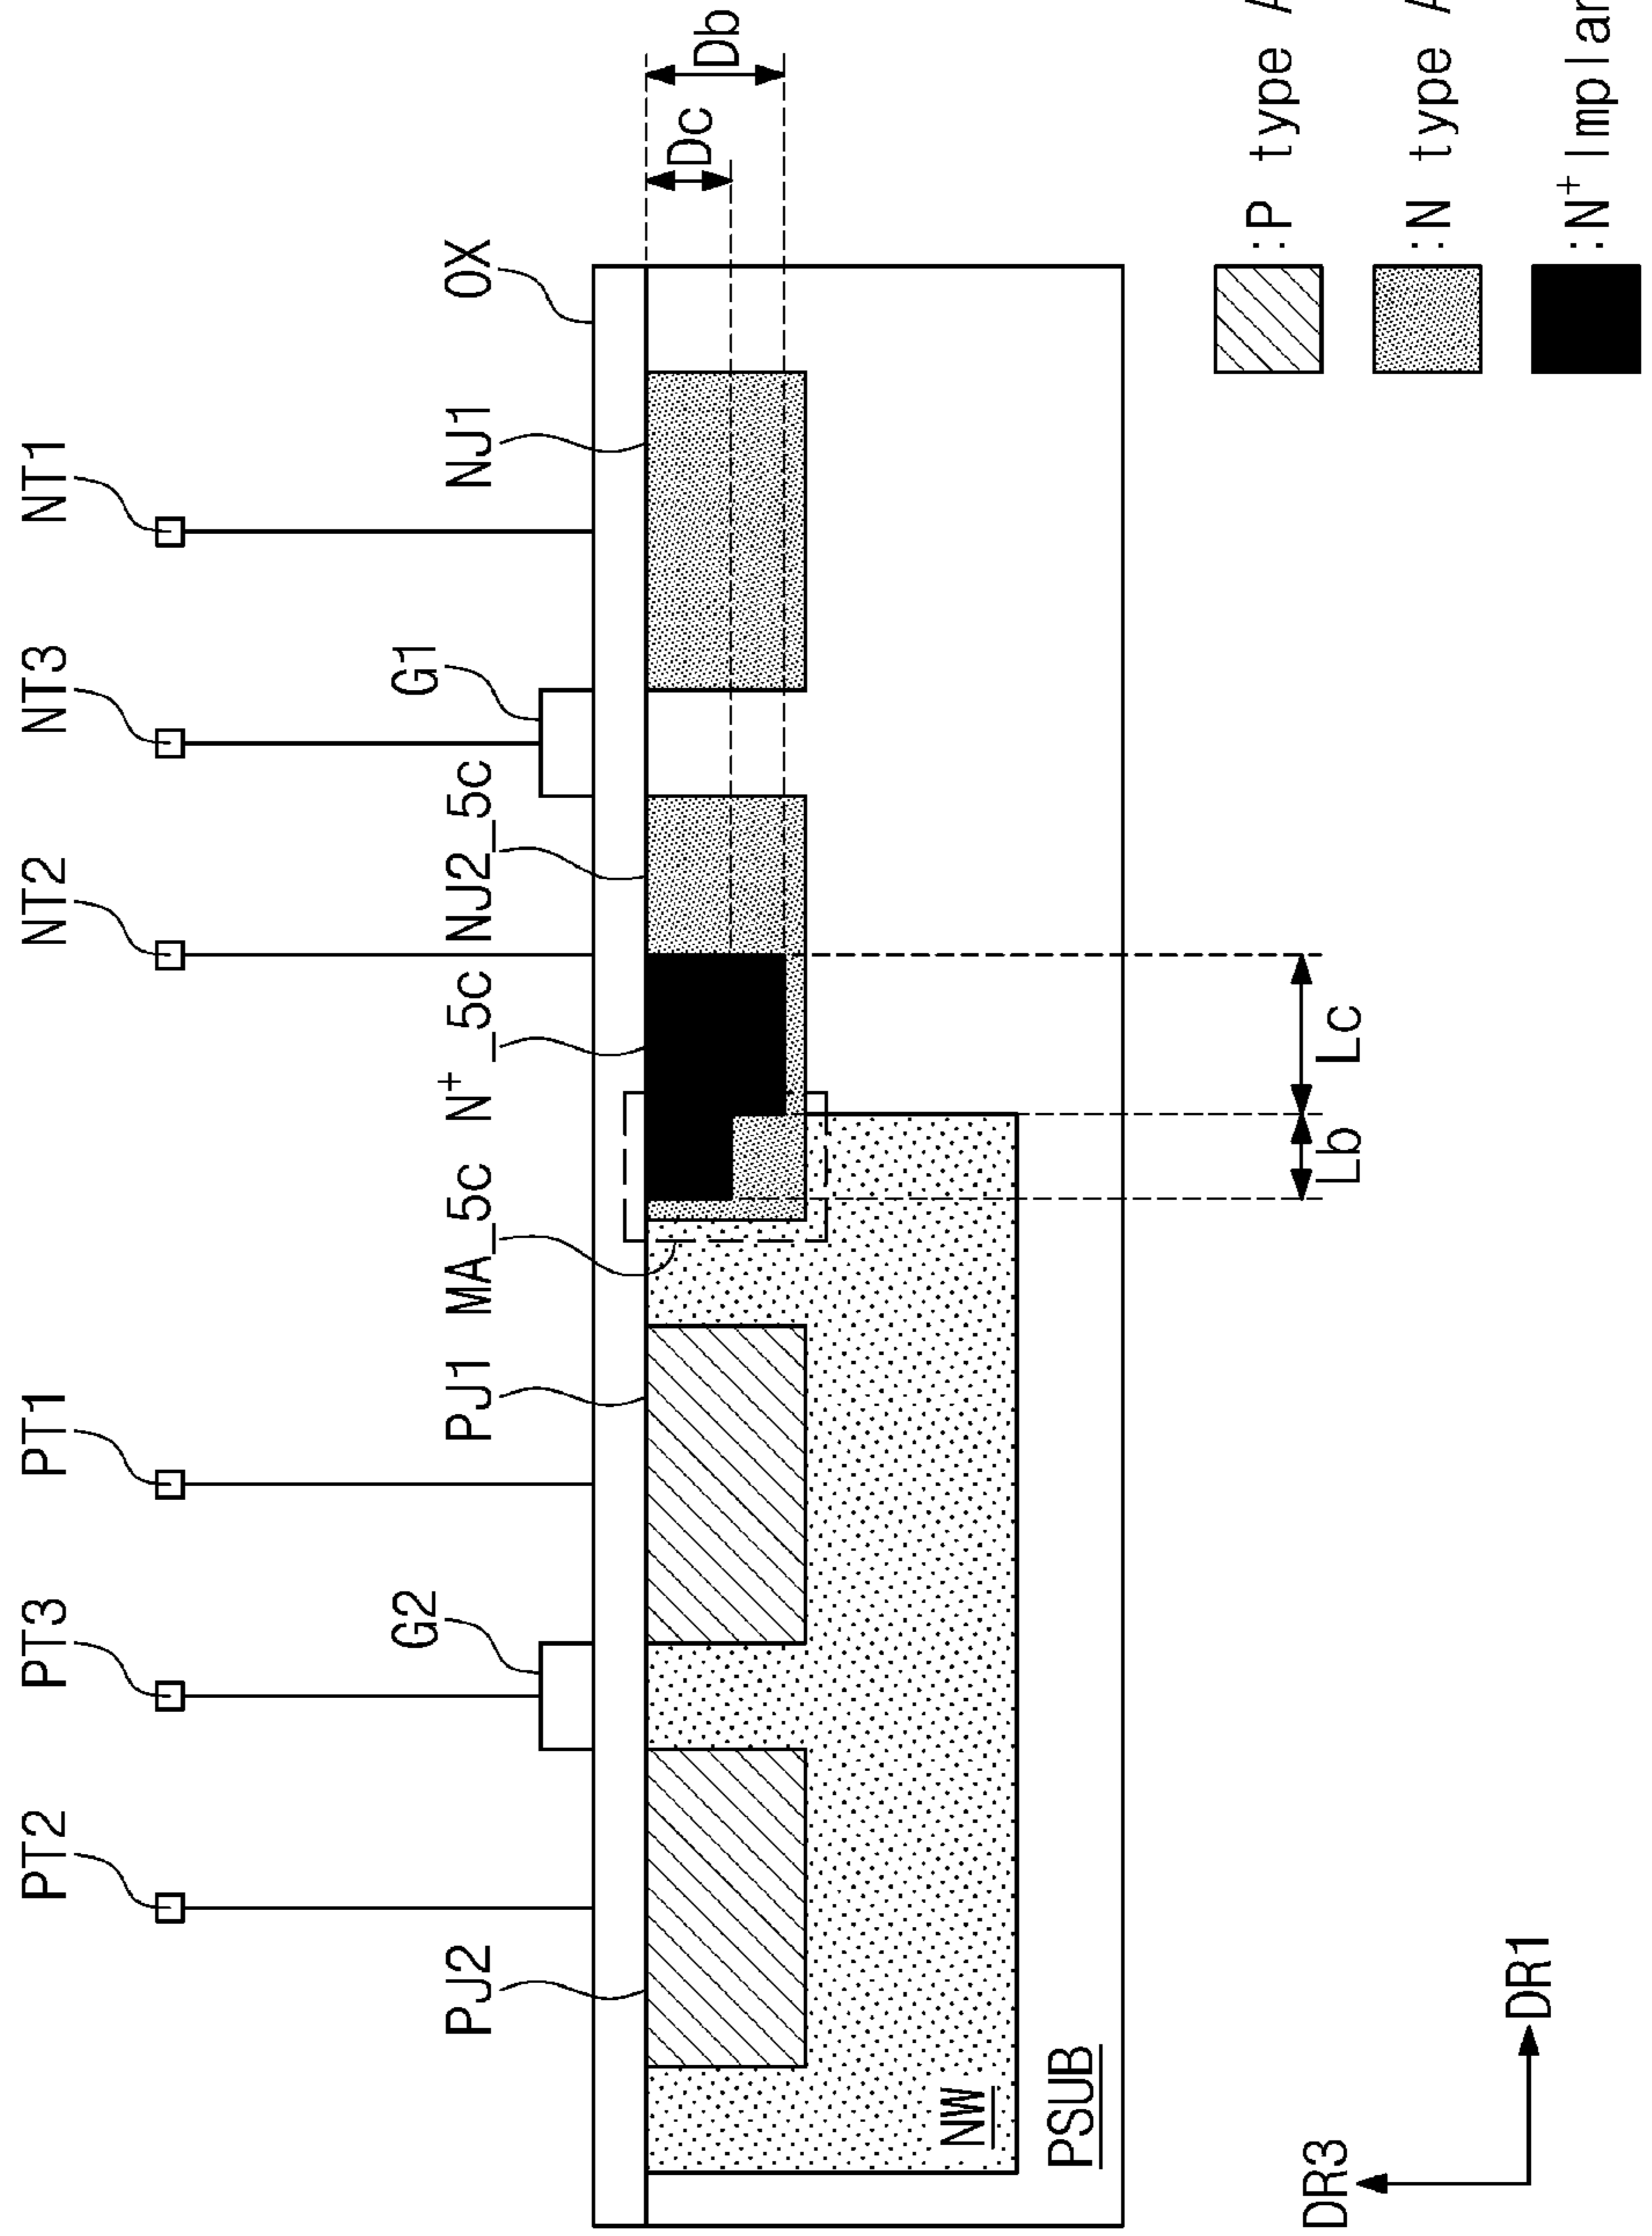 PT2
PT3
PT1
NT2
NT3
NT1
G2
G1
PJ2
PJ1
MA_5c
N⁺_5c
NJ2_5c
NJ1
OX
Dc
Db
NW
PSUB
Lb
Lc
DR3
DR1
:P type
:N type
:N⁺